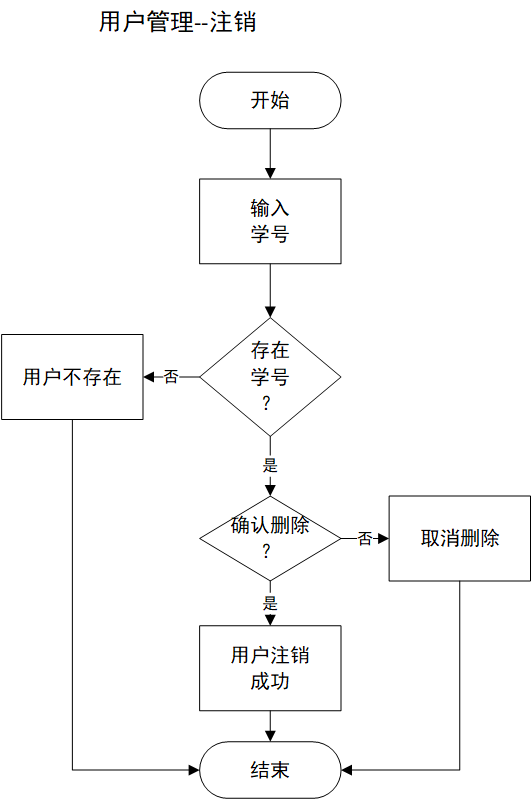 用户管理--注销
开始
输入
学号
存在
学号
？
用户不存在
否
是
确认删除
？
否
取消删除
是
用户注销
成功
结束